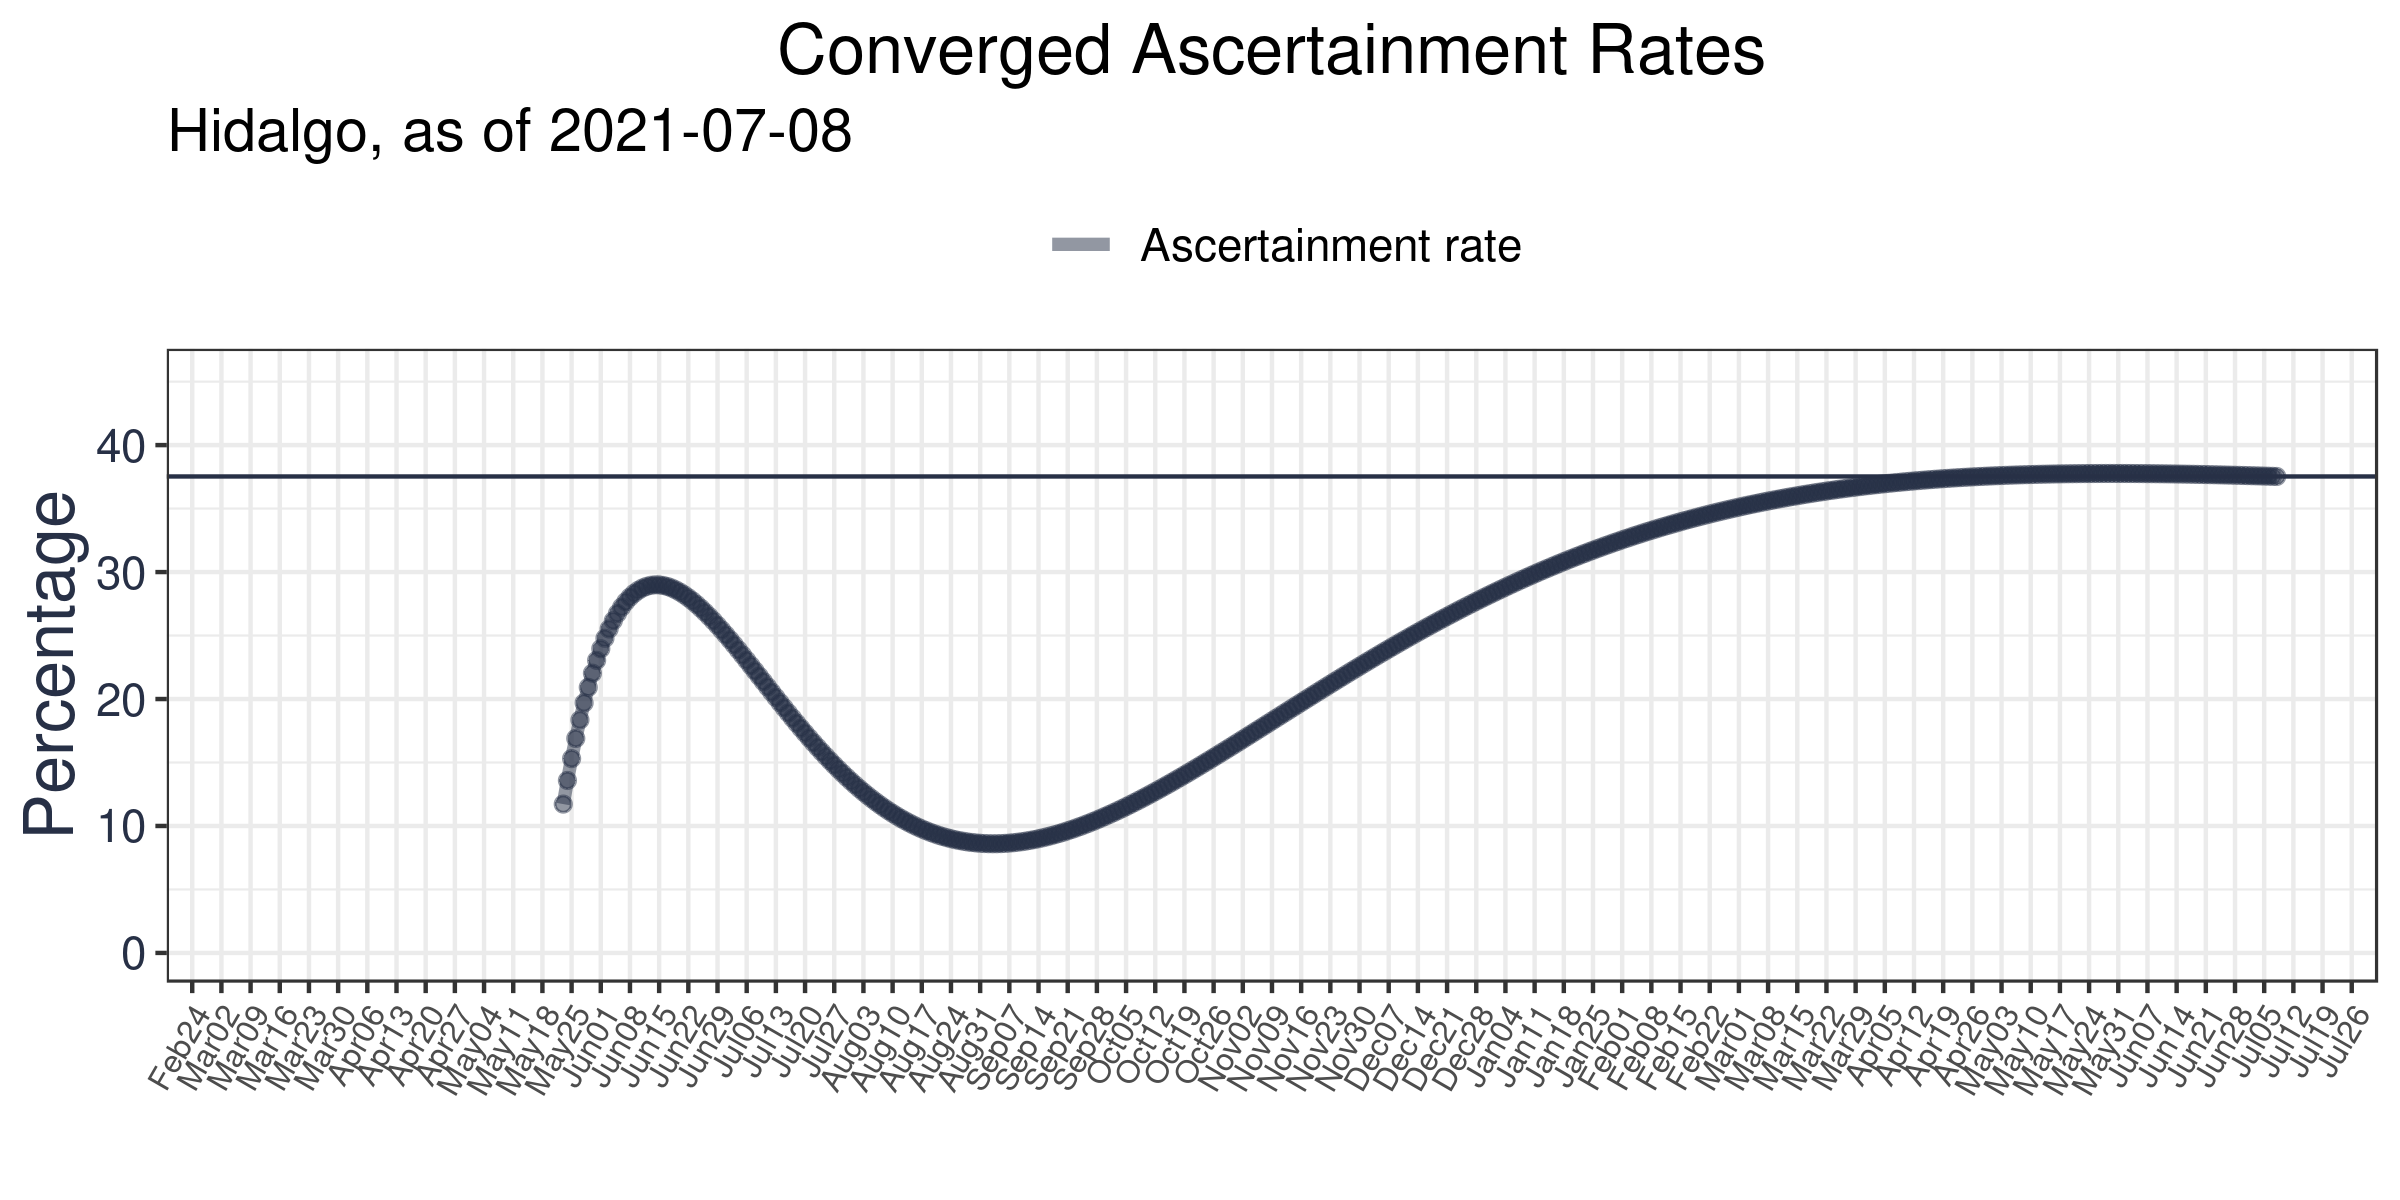 Converged Ascertainment Rates
Hidalgo, as of 2021-07-08
Ascertainment rate
Percentage
40
30
20
10
0
Feb24
Mar02
Mar09
Mar16
Mar23
Mar30
Apr06
Apr13
Apr20
Apr27
May04
May11
May18
May25
Jun01
Jun08
Jun15
Jun22
Jun29
Jul06
Jul13
Jul20
Jul27
Aug03
Aug10
Aug17
Aug24
Aug31
Sep07
Sep14
Sep21
Sep28
Oct05
Oct12
Oct19
Oct26
Nov02
Nov09
Nov16
Nov23
Nov30
Dec07
Dec14
Dec21
Dec28
Jan04
Jan11
Jan18
Jan25
Feb01
Feb08
Feb15
Feb22
Mar01
Mar08
Mar15
Mar22
Mar29
Apr05
Apr12
Apr19
Apr26
May03
May10
May17
May24
May31
Jun07
Jun14
Jun21
Jun28
Jul05
Jul12
Jul19
Jul26